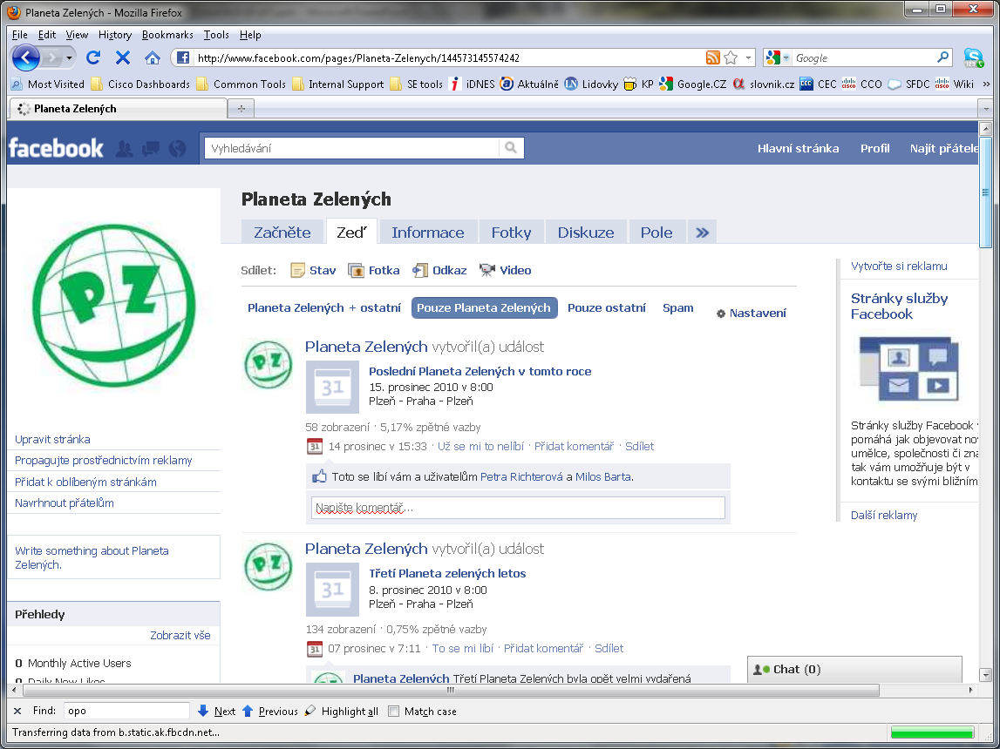 Planeta Zelených - Mozilla Firefox
File Edit View History Bookmarks Tools Help
http://www.facebook.com/pages/Planeta-Zelenych/144573145574242
Google
Most Visited Cisco Dashboards Common Tools Internal Support SE tools iDNES Aktuálně Lidovky KP Google.CZ slovnik.cz CEC CCO SFDC Wiki »
Planeta Zelených
facebook
Vyhledávání
Hlavní stránka Profil Najít přátele
Planeta Zelených
Začněte Zeď Informace Fotky Diskuze Pole »
PZ
Sdílet: Stav Fotka Odkaz Video
Planeta Zelených + ostatní Pouze Planeta Zelených Pouze ostatní Spam Nastavení
PZ
Planeta Zelených vytvořil(a) událost
31
Poslední Planeta Zelených v tomto roce
15. prosinec 2010 v 8:00
Plzeň - Praha - Plzeň
58 zobrazení · 5,17% zpětné vazby
31 14 prosinec v 15:33 · Už se mi to nelíbí · Přidat komentář · Sdílet
Toto se líbí vám a uživatelům Petra Richterová a Milos Barta.
Napište komentář...
PZ
Planeta Zelených vytvořil(a) událost
31
Třetí Planeta zelených letos
8. prosinec 2010 v 8:00
Plzeň - Praha - Plzeň
134 zobrazení · 0,75% zpětné vazby
31 07 prosinec v 7:11 · To se mi líbí · Přidat komentář · Sdílet
Planeta Zelených Třetí Planeta Zelených byla opět velmi vydařená
Upravit stránka
Propagujte prostřednictvím reklamy
Přidat k oblíbeným stránkám
Navrhnout přátelům
Write something about Planeta
Zelených.
Přehledy
Zobrazit vše
0 Monthly Active Users
0 Daily New Likes
Vytvořte si reklamu
Stránky služby
Facebook
Stránky služby Facebook
pomáhá jak objevovat no
umělce, společnosti či zna
tak vám umožňuje být v
kontaktu se svými bližním
Další reklamy
Chat (0)
Find: opo Next Previous Highlight all Match case
Transferring data from b.static.ak.fbcdn.net...